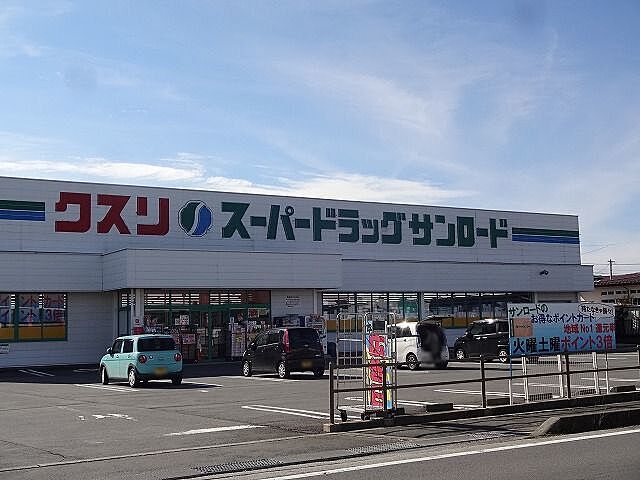 クスリ スーパードラッグ サンロード
サンロードの
お得なポイントカード
地域No.1 還元率
火曜土曜ポイント3倍